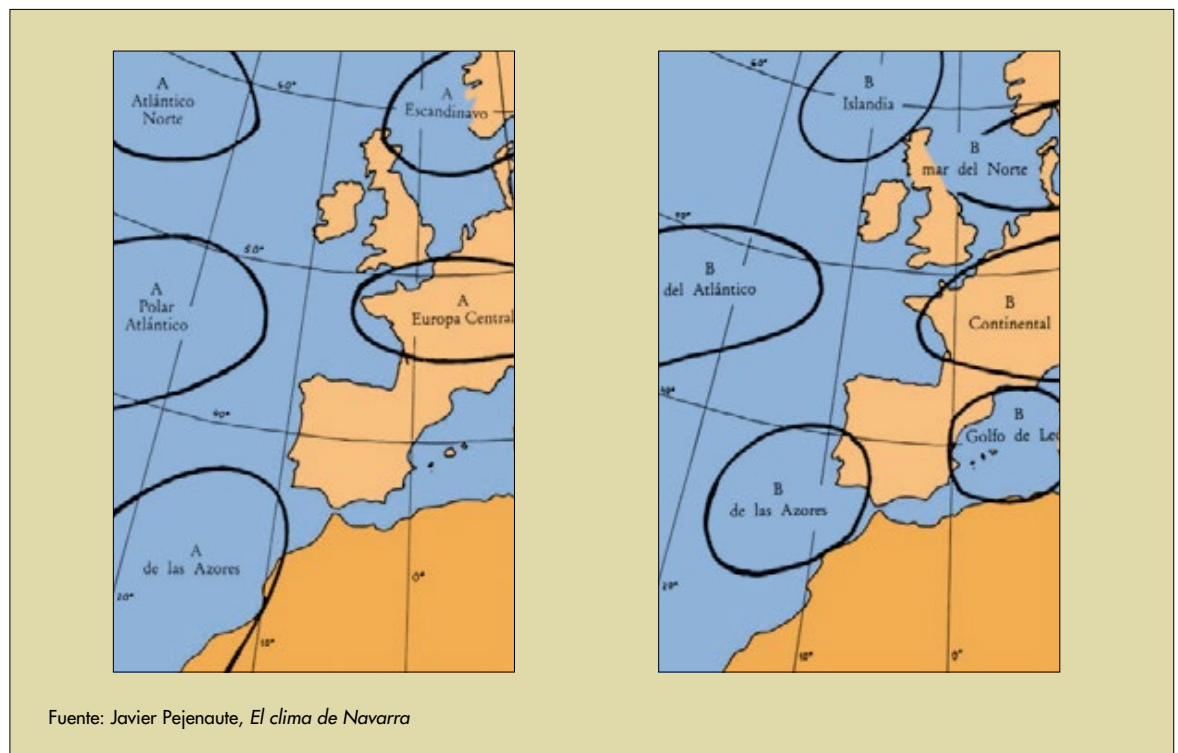 A
Atlántico
Norte
A
Escandinavo
60°
50°
A
Polar
Atlántico
A
Europa Central
40°
A
de las Azores
0°
20°
10°
60°
B
Islandia
B
mar del Norte
50°
B
del Atlántico
B
Continental
40°
B
Golfo de Leó
B
de las Azores
20°
10°
0°
Fuente: Javier Pejenaute, El clima de Navarra